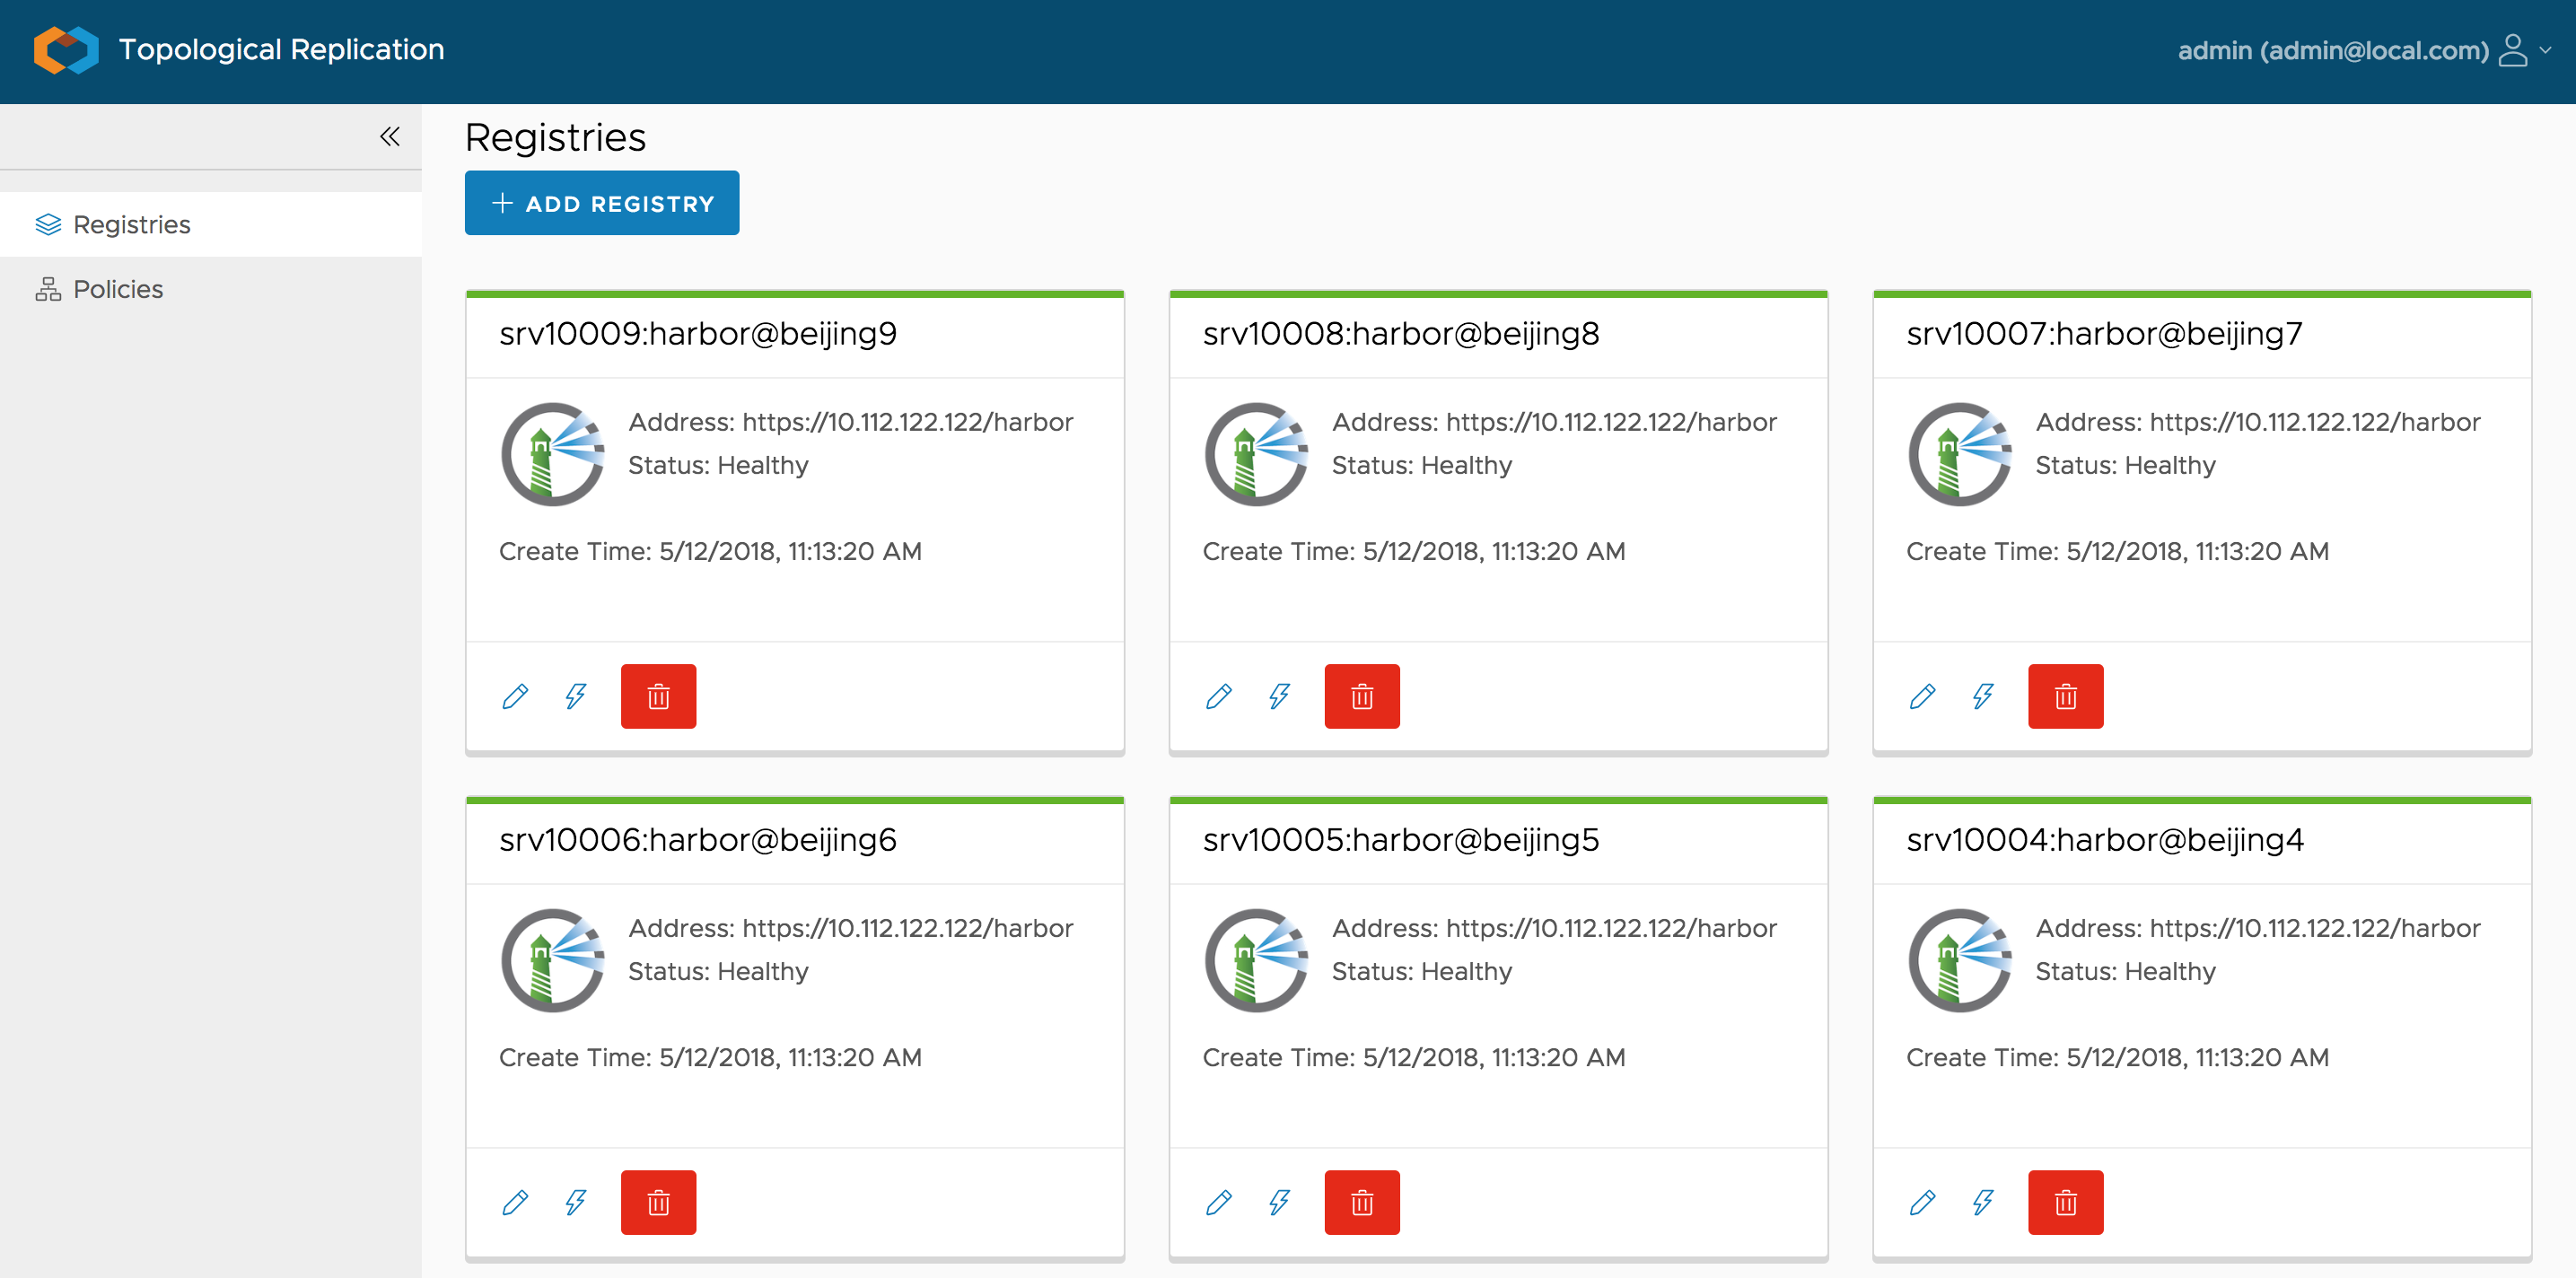 Topological Replication
admin (admin@local.com)
Registries
ADD REGISTRY
Registries
Policies
srv10009:harbor@beijing9
Address: https://10.112.122.122/harbor
Status: Healthy
Create Time: 5/12/2018, 11:13:20 AM
srv10008:harbor@beijing8
Address: https://10.112.122.122/harbor
Status: Healthy
Create Time: 5/12/2018, 11:13:20 AM
srv10007:harbor@beijing7
Address: https://10.112.122.122/harbor
Status: Healthy
Create Time: 5/12/2018, 11:13:20 AM
srv10006:harbor@beijing6
Address: https://10.112.122.122/harbor
Status: Healthy
Create Time: 5/12/2018, 11:13:20 AM
srv10005:harbor@beijing5
Address: https://10.112.122.122/harbor
Status: Healthy
Create Time: 5/12/2018, 11:13:20 AM
srv10004:harbor@beijing4
Address: https://10.112.122.122/harbor
Status: Healthy
Create Time: 5/12/2018, 11:13:20 AM